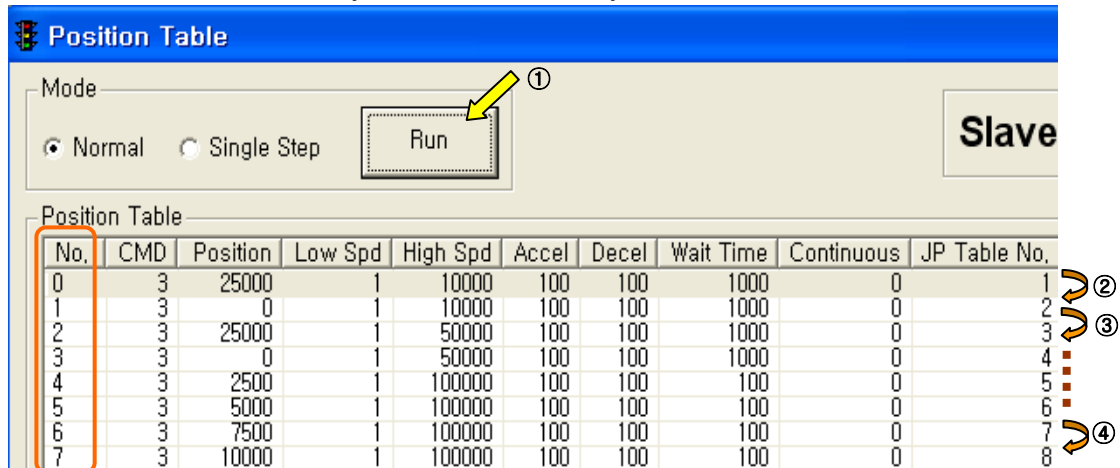 Position Table
Mode
①
Normal Single Step Run
Slave
Position Table
No. CMD Position Low Spd High Spd Accel Decel Wait Time Continuous JP Table No.
0 3 25000 1 10000 100 100 1000 0 1
②
1 3 0 1 10000 100 100 1000 0 2
③
2 3 25000 1 50000 100 100 1000 0 3
3 3 0 1 50000 100 100 1000 0 4
4 3 2500 1 100000 100 100 100 0 5
5 3 5000 1 100000 100 100 100 0 6
6 3 7500 1 100000 100 100 100 0 7
④
7 3 10000 1 100000 100 100 100 0 8